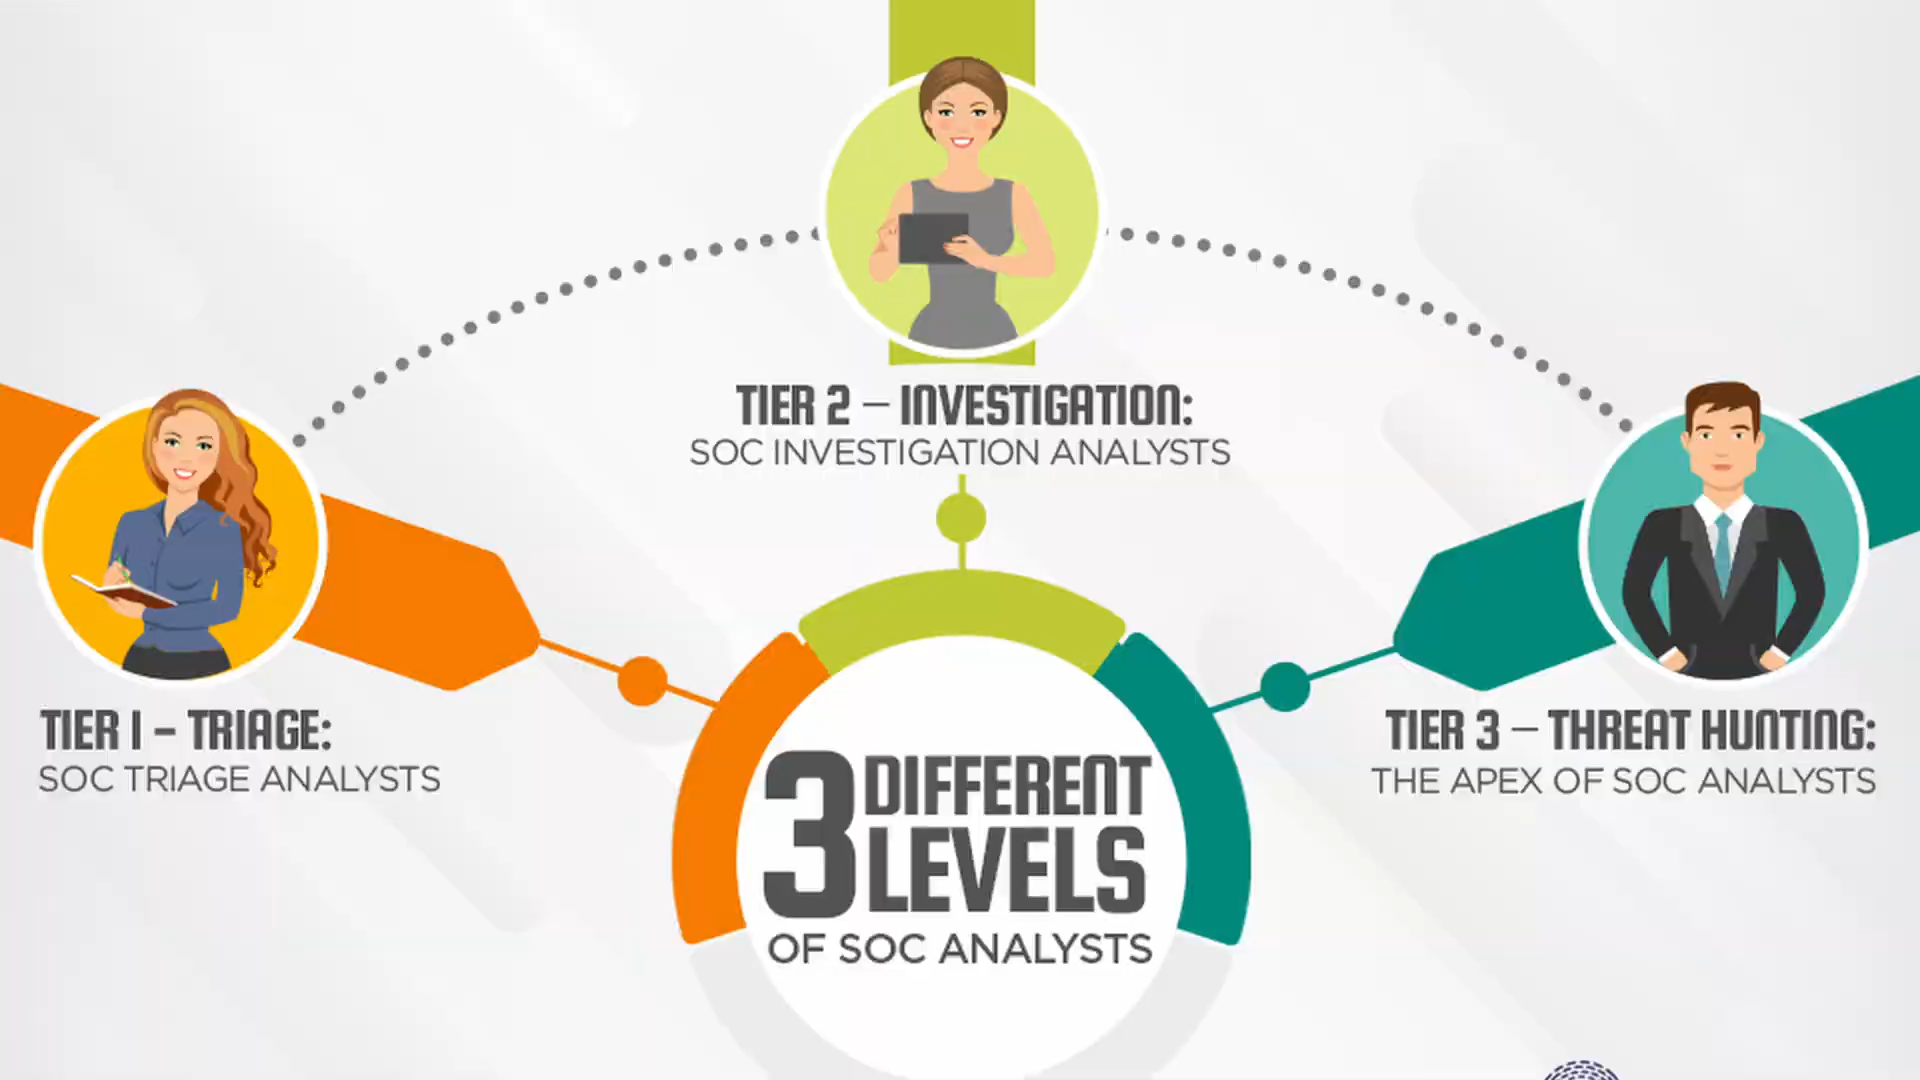 TIER 2 – INVESTIGATION:
SOC INVESTIGATION ANALYSTS
TIER 1 – TRIAGE:
SOC TRIAGE ANALYSTS
TIER 3 – THREAT HUNTING:
THE APEX OF SOC ANALYSTS
3 DIFFERENT
LEVELS
OF SOC ANALYSTS